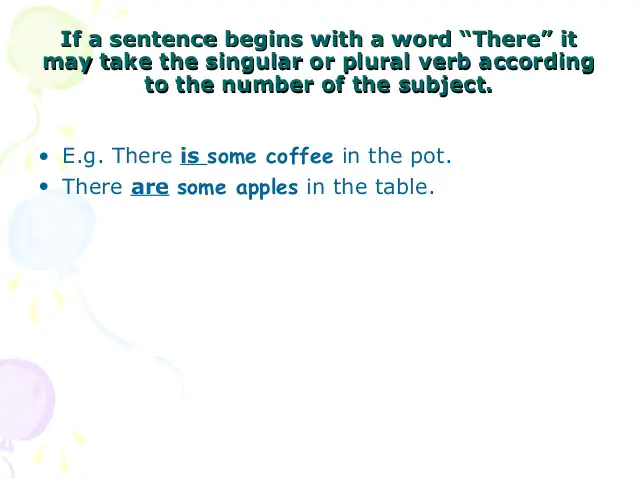 If a sentence begins with a word “There” it
may take the singular or plural verb according
to the number of the subject.
• E.g. There is some coffee in the pot.
• There are some apples in the table.